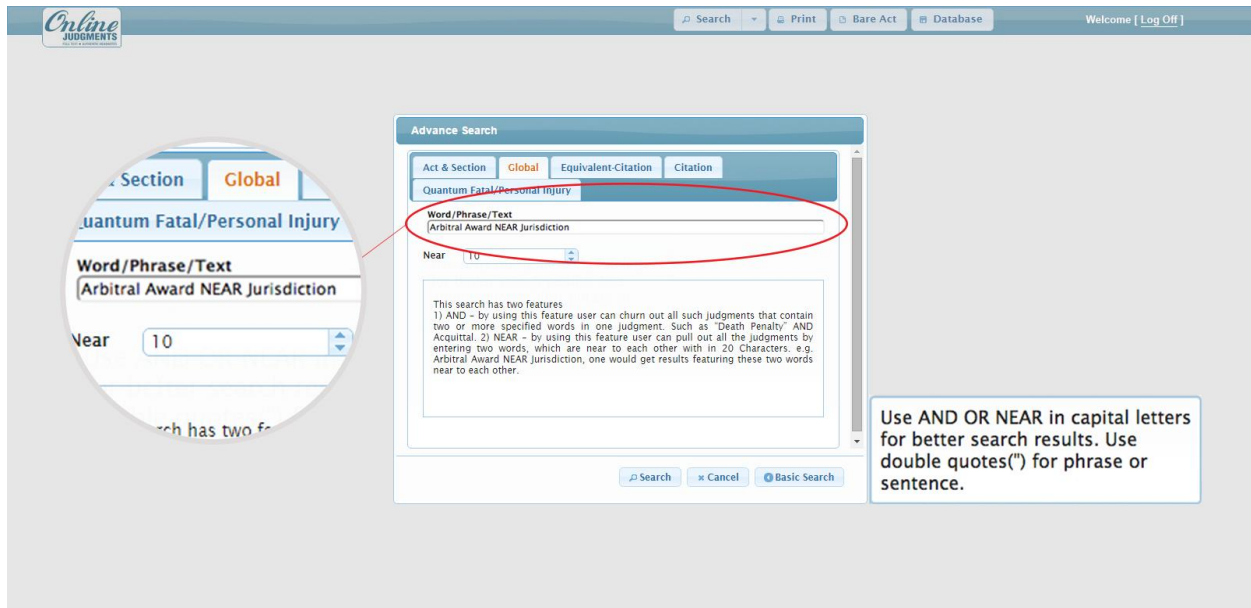 Online
JUDGMENTS
Search
Print
Bare Act
Database
Welcome [ Log Off ]
Advance Search
Act & Section
Global
Equivalent-Citation
Citation
Quantum Fatal/Personal Injury
Word/Phrase/Text
Arbitral Award NEAR Jurisdiction
Near
10
This search has two features
1) AND - by using this feature user can churn out all such judgments that contain
two or more specified words in one judgment. Such as "Death Penalty" AND
Acquittal. 2) NEAR - by using this feature user can pull out all the judgments by
entering two words, which are near to each other with in 20 Characters. e.g.
Arbitral Award NEAR Jurisdiction, one would get results featuring these two words
near to each other.
Search
x Cancel
Basic Search
Section
Global
uantum Fatal/Personal Injury
Word/Phrase/Text
Arbitral Award NEAR Jurisdiction
Near
10
has two
Use AND OR NEAR in capital letters
for better search results. Use
double quotes(") for phrase or
sentence.